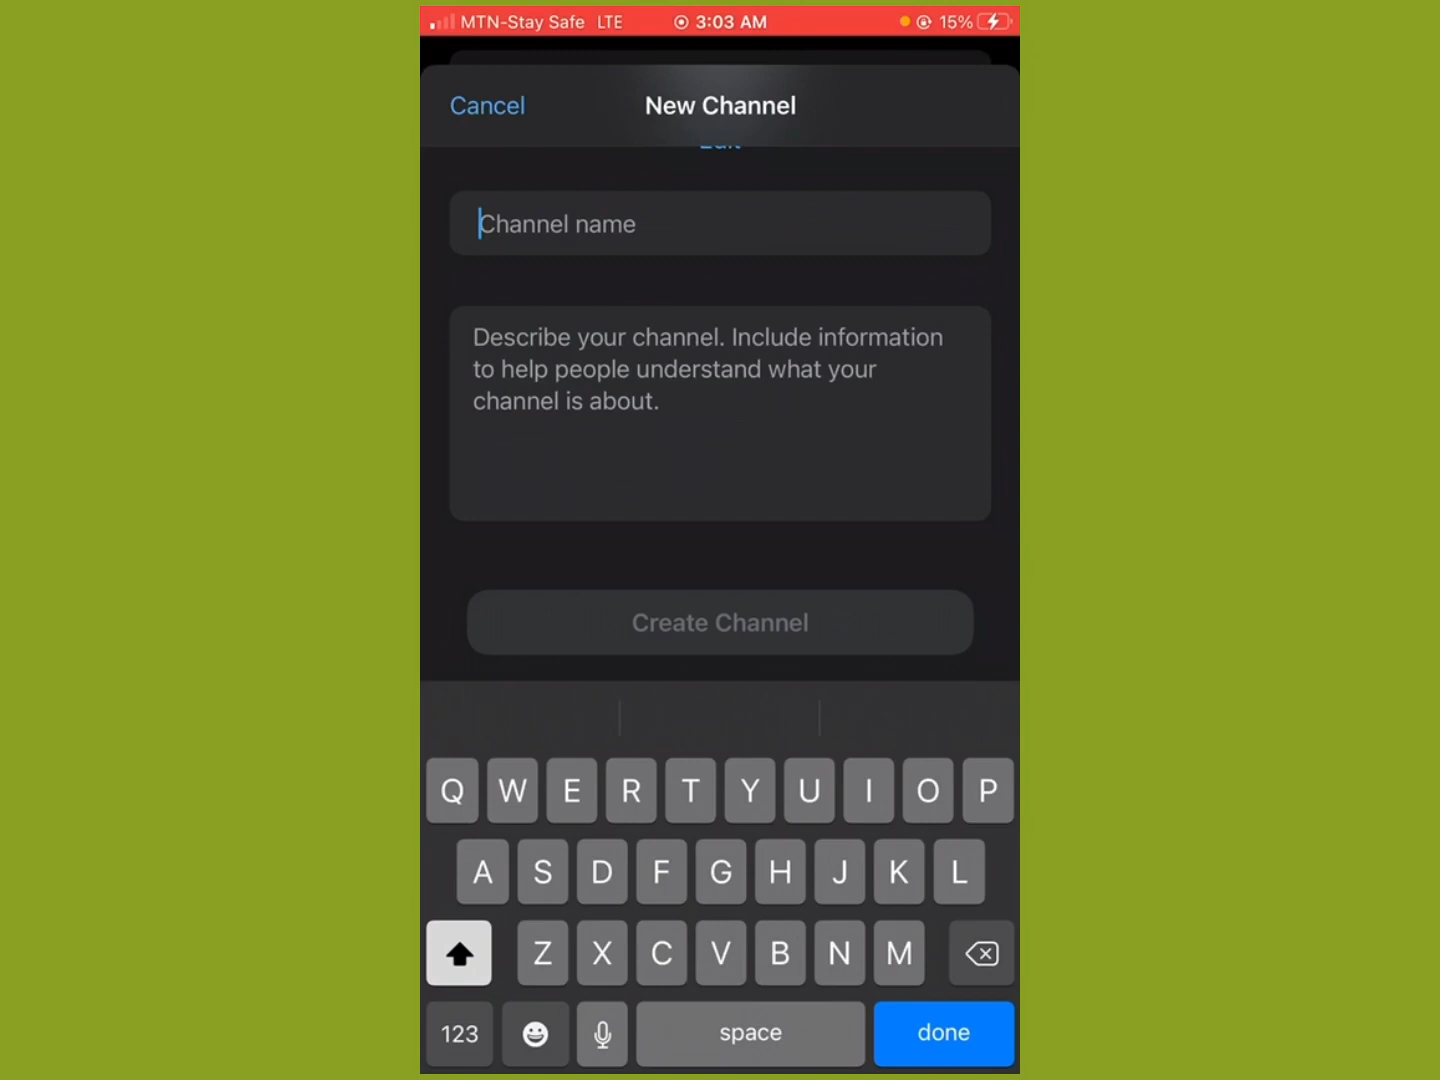 MTN-Stay Safe LTE 3:03 AM 15%
Cancel New Channel
Edit
Channel name
Describe your channel. Include information
to help people understand what your
channel is about.
Create Channel
Q W E R T Y U I O P
A S D F G H J K L
Z X C V B N M
123 space done